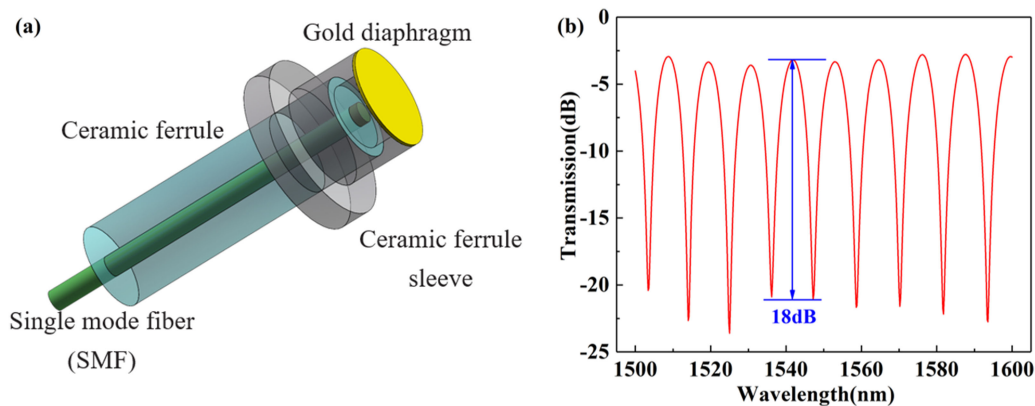 (a)
Gold diaphragm
Ceramic ferrule
Ceramic ferrule
sleeve
Single mode fiber
(SMF)
(b)
Transmission(dB)
0
-5
-10
-15
-20
-25
18dB
1500 1520 1540 1560 1580 1600
Wavelength(nm)